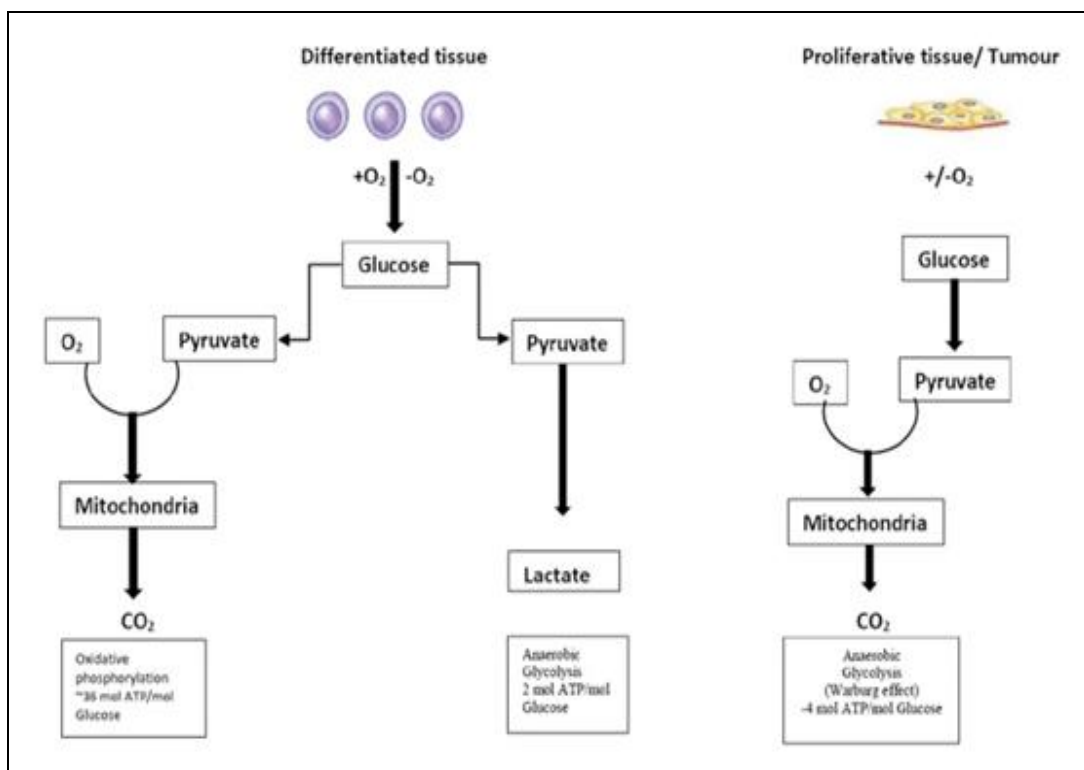 Differentiated tissue
+O₂
-O₂
Glucose
O₂
Pyruvate
Pyruvate
Mitochondria
Lactate
CO₂
Oxidative
phosphorylation
~36 mol ATP/mol
Glucose
Anaerobic
Glycolysis
2 mol ATP/mol
Glucose
Proliferative tissue/ Tumour
+/-O₂
Glucose
O₂
Pyruvate
Mitochondria
CO₂
Anaerobic
Glycolysis
(Warburg effect)
-4 mol ATP/mol Glucose